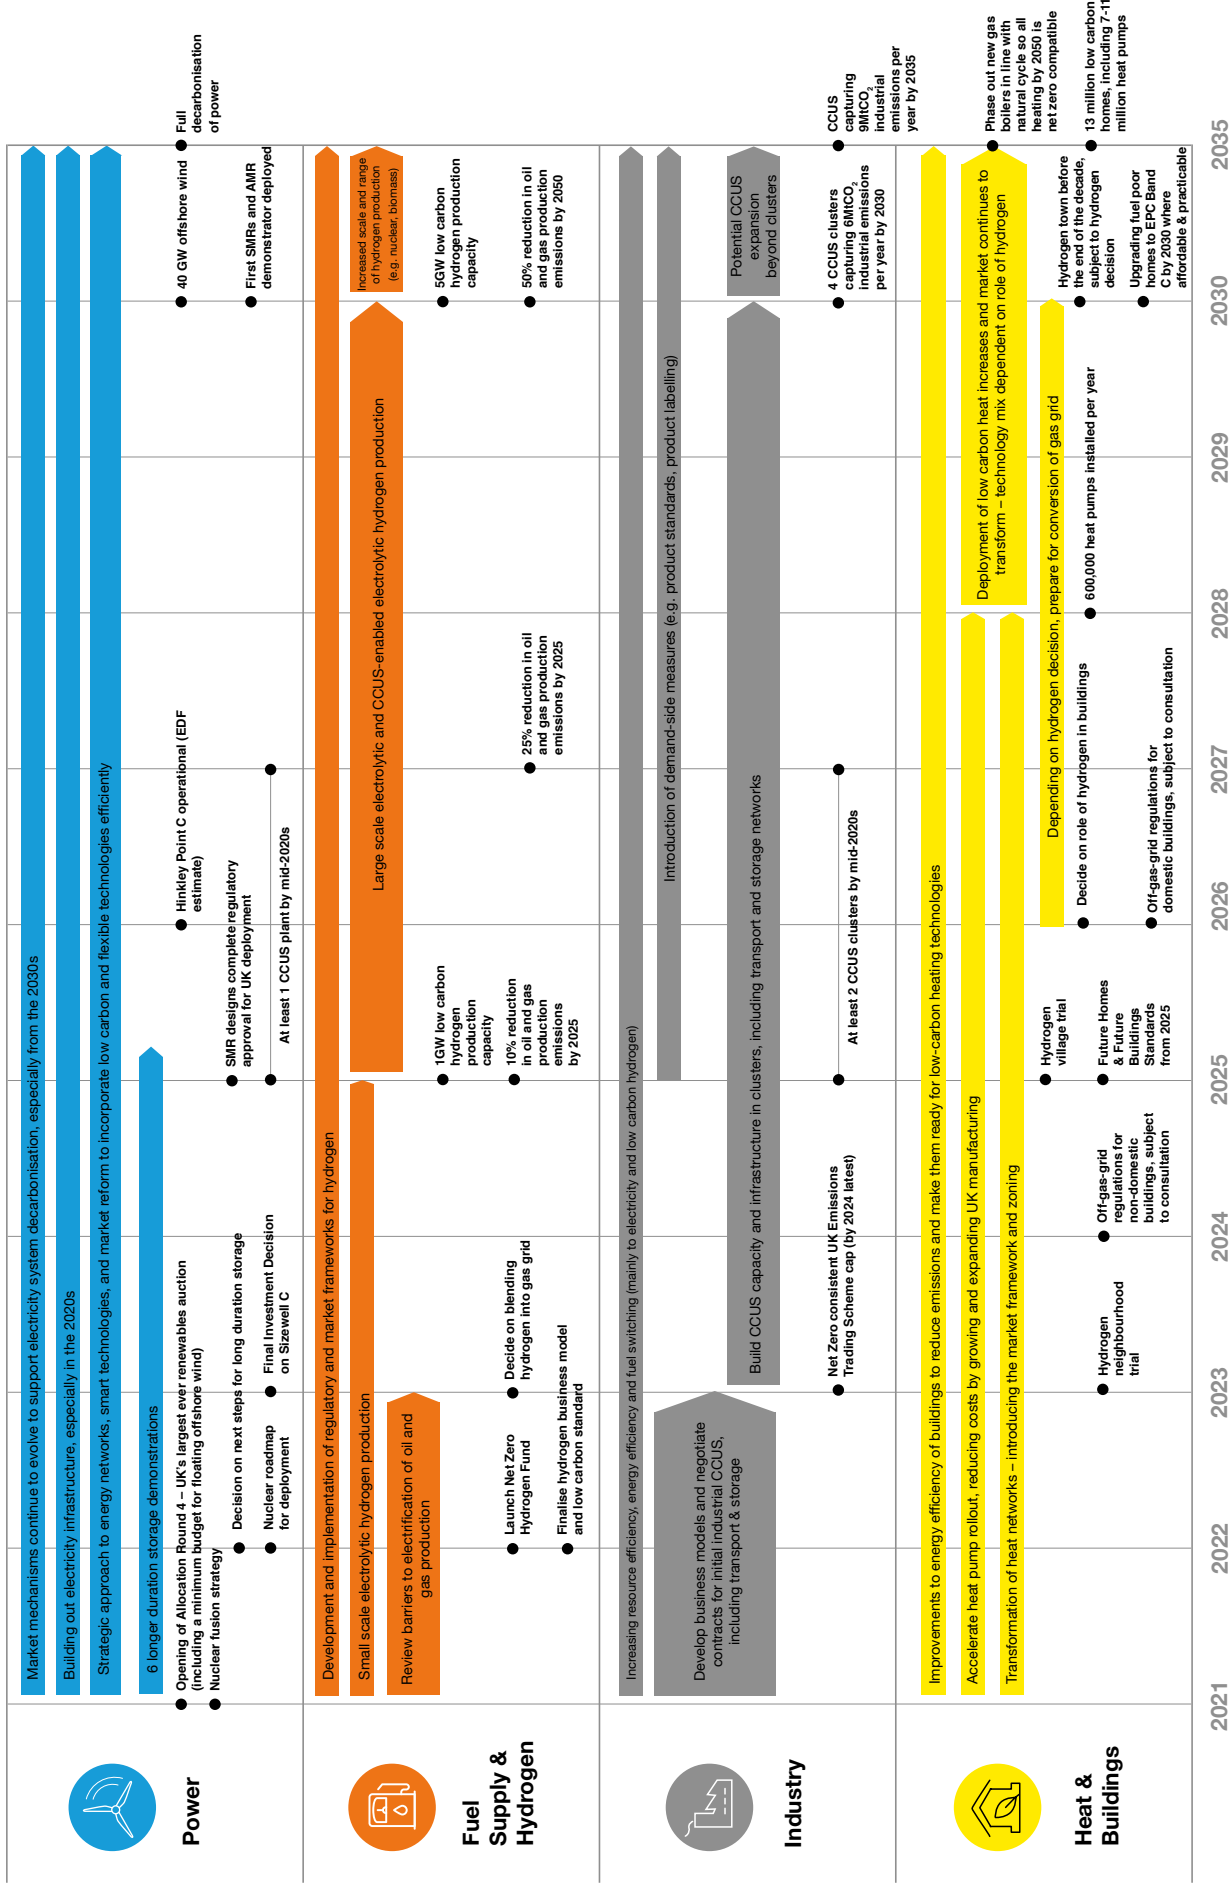 Power
Market mechanisms continue to evolve to support electricity system decarbonisation, especially from the 2030s
Building out electricity infrastructure, especially in the 2020s
Strategic approach to energy networks, smart technologies, and market reform to incorporate low carbon and flexible technologies efficiently
6 longer duration storage demonstrations
Opening of Allocation Round 4 – UK's largest ever renewables auction
(including a minimum budget for floating offshore wind)
Nuclear fusion strategy
Decision on next steps for long duration storage
Nuclear roadmap
for deployment
Final Investment Decision
on Sizewell C
SMR designs complete regulatory
approval for UK deployment
At least 1 CCUS plant by mid-2020s
Hinkley Point C operational (EDF
estimate)
40 GW offshore wind
First SMRs and AMR
demonstrator deployed
Full
decarbonisation
of power
Fuel
Supply &
Hydrogen
Development and implementation of regulatory and market frameworks for hydrogen
Small scale electrolytic hydrogen production
Review barriers to electrification of oil and
gas production
Large scale electrolytic and CCUS-enabled electrolytic hydrogen production
Increased scale and range
of hydrogen production
(e.g. nuclear, biomass)
Launch Net Zero
Hydrogen Fund
Finalise hydrogen business model
and low carbon standard
Decide on blending
hydrogen into gas grid
1GW low carbon
hydrogen
production
capacity
10% reduction
in oil and gas
production
emissions
by 2025
25% reduction in oil
and gas production
emissions by 2025
5GW low carbon
hydrogen production
capacity
50% reduction in oil
and gas production
emissions by 2050
Industry
Increasing resource efficiency, energy efficiency and fuel switching (mainly to electricity and low carbon hydrogen)
Introduction of demand-side measures (e.g. product standards, product labelling)
Develop business models and negotiate
contracts for initial industrial CCUS,
including transport & storage
Build CCUS capacity and infrastructure in clusters, including transport and storage networks
Potential CCUS
expansion
beyond clusters
Net Zero consistent UK Emissions
Trading Scheme cap (by 2024 latest)
At least 2 CCUS clusters by mid-2020s
4 CCUS clusters
capturing 6MtCO₂
industrial emissions
per year by 2030
CCUS
capturing
9MtCO₂
industrial
emissions per
year by 2035
Heat &
Buildings
Improvements to energy efficiency of buildings to reduce emissions and make them ready for low-carbon heating technologies
Accelerate heat pump rollout, reducing costs by growing and expanding UK manufacturing
Transformation of heat networks – introducing the market framework and zoning
Deployment of low carbon heat increases and market continues to
transform – technology mix dependent on role of hydrogen
Depending on hydrogen decision, prepare for conversion of gas grid
Hydrogen
neighbourhood
trial
Off-gas-grid
regulations for
non-domestic
buildings, subject
to consultation
Hydrogen
village trial
Future Homes
& Future
Buildings
Standards
from 2025
Decide on role of hydrogen in buildings
Off-gas-grid regulations for
domestic buildings, subject to consultation
600,000 heat pumps installed per year
Hydrogen town before
the end of the decade,
subject to hydrogen
decision
Upgrading fuel poor
homes to EPC Band
C by 2030 where
affordable & practicable
Phase out new gas
boilers in line with
natural cycle so all
heating by 2050 is
net zero compatible
13 million low carbon
homes, including 7-11
million heat pumps
2021
2022
2023
2024
2025
2026
2027
2028
2029
2030
2035